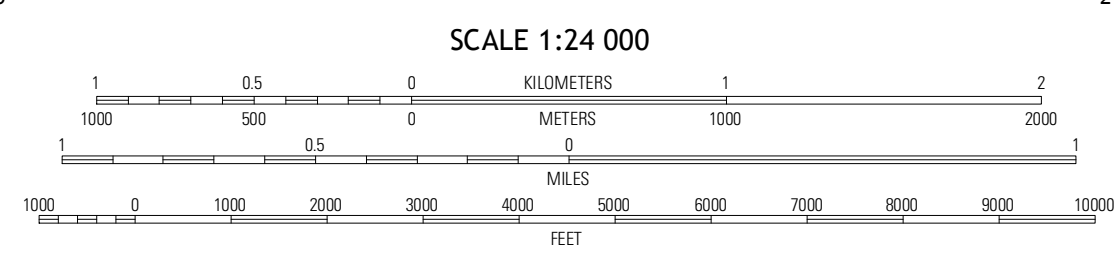 SCALE 1:24 000
1 0.5 0 KILOMETERS 1 2
1000 500 0 METERS 1000 2000
1 0.5 0 1
MILES
1000 0 1000 2000 3000 4000 5000 6000 7000 8000 9000 10000
FEET